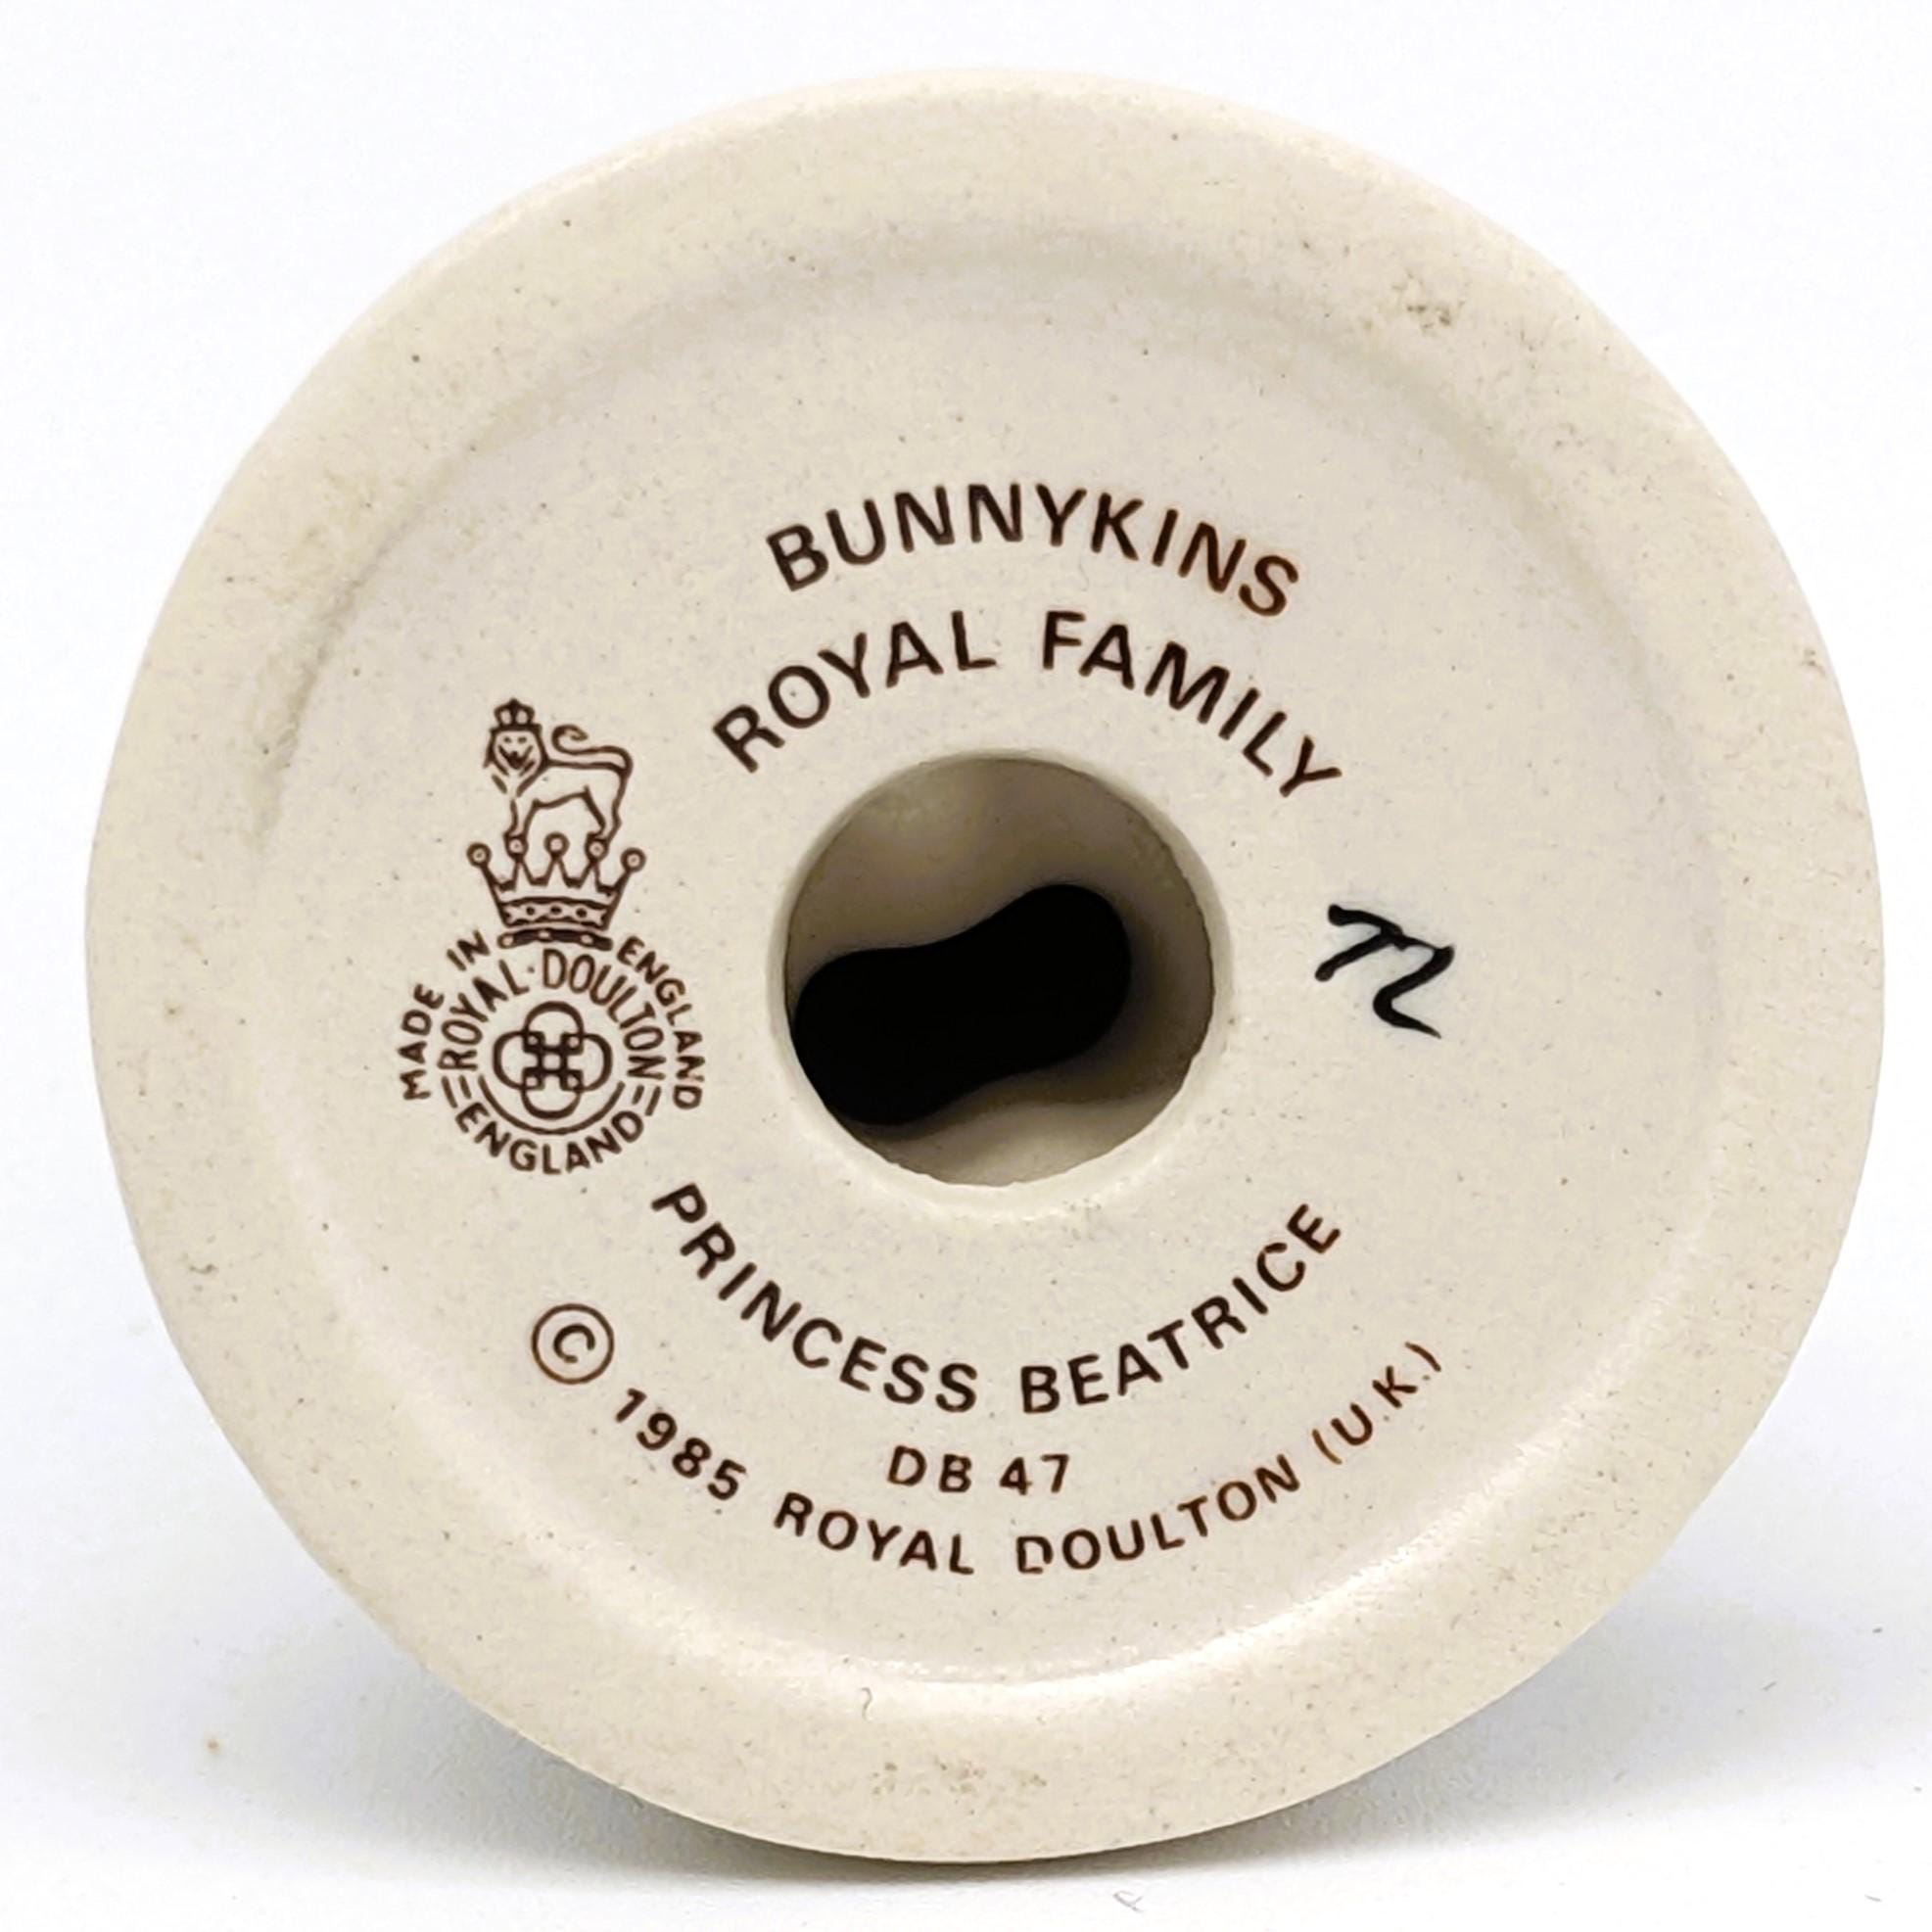 BUNNYKINS
ROYAL FAMILY
MADE IN ENGLAND
ROYAL·DOULTON
ENGLAND
PRINCESS BEATRICE
DB 47
© 1985 ROYAL DOULTON (U.K.)